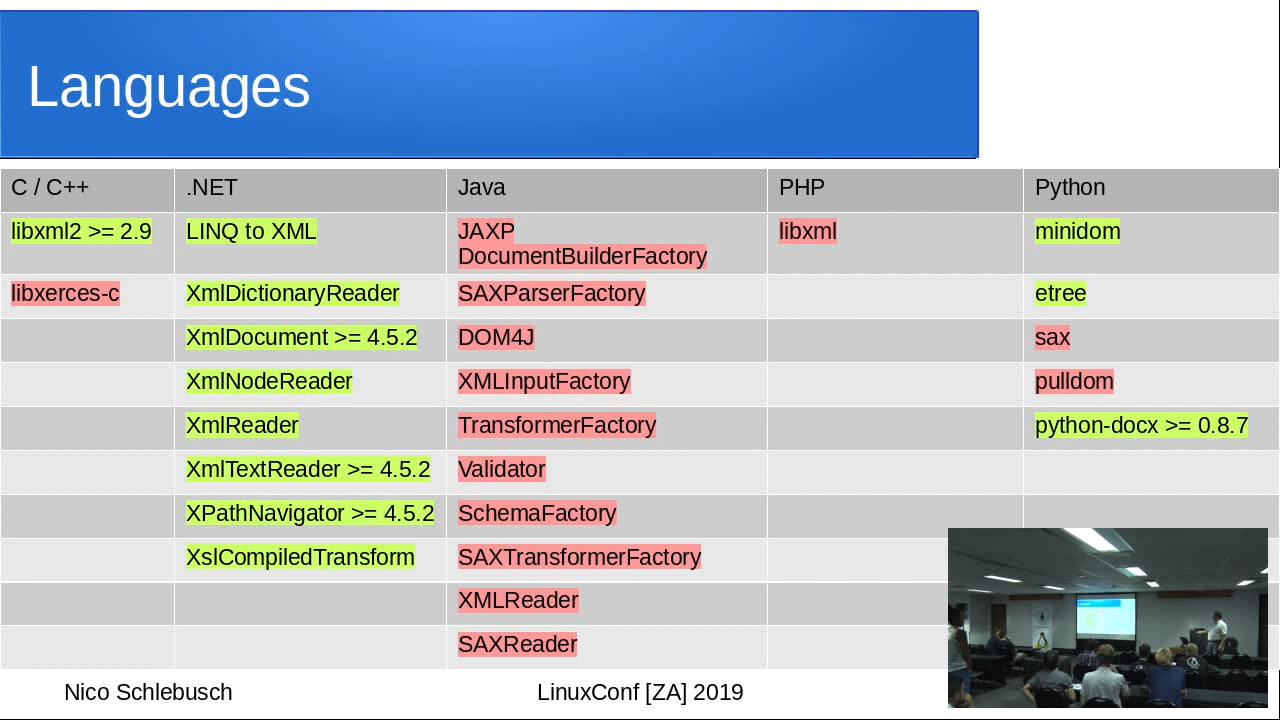 Languages
C / C++
.NET
Java
PHP
Python
libxml2 >= 2.9
LINQ to XML
JAXP
DocumentBuilderFactory
libxml
minidom
libxerces-c
XmlDictionaryReader
SAXParserFactory
etree
XmlDocument >= 4.5.2
DOM4J
sax
XmlNodeReader
XMLInputFactory
pulldom
XmlReader
TransformerFactory
python-docx >= 0.8.7
XmlTextReader >= 4.5.2
Validator
XPathNavigator >= 4.5.2
SchemaFactory
XslCompiledTransform
SAXTransformerFactory
XMLReader
SAXReader
Nico Schlebusch
LinuxConf [ZA] 2019